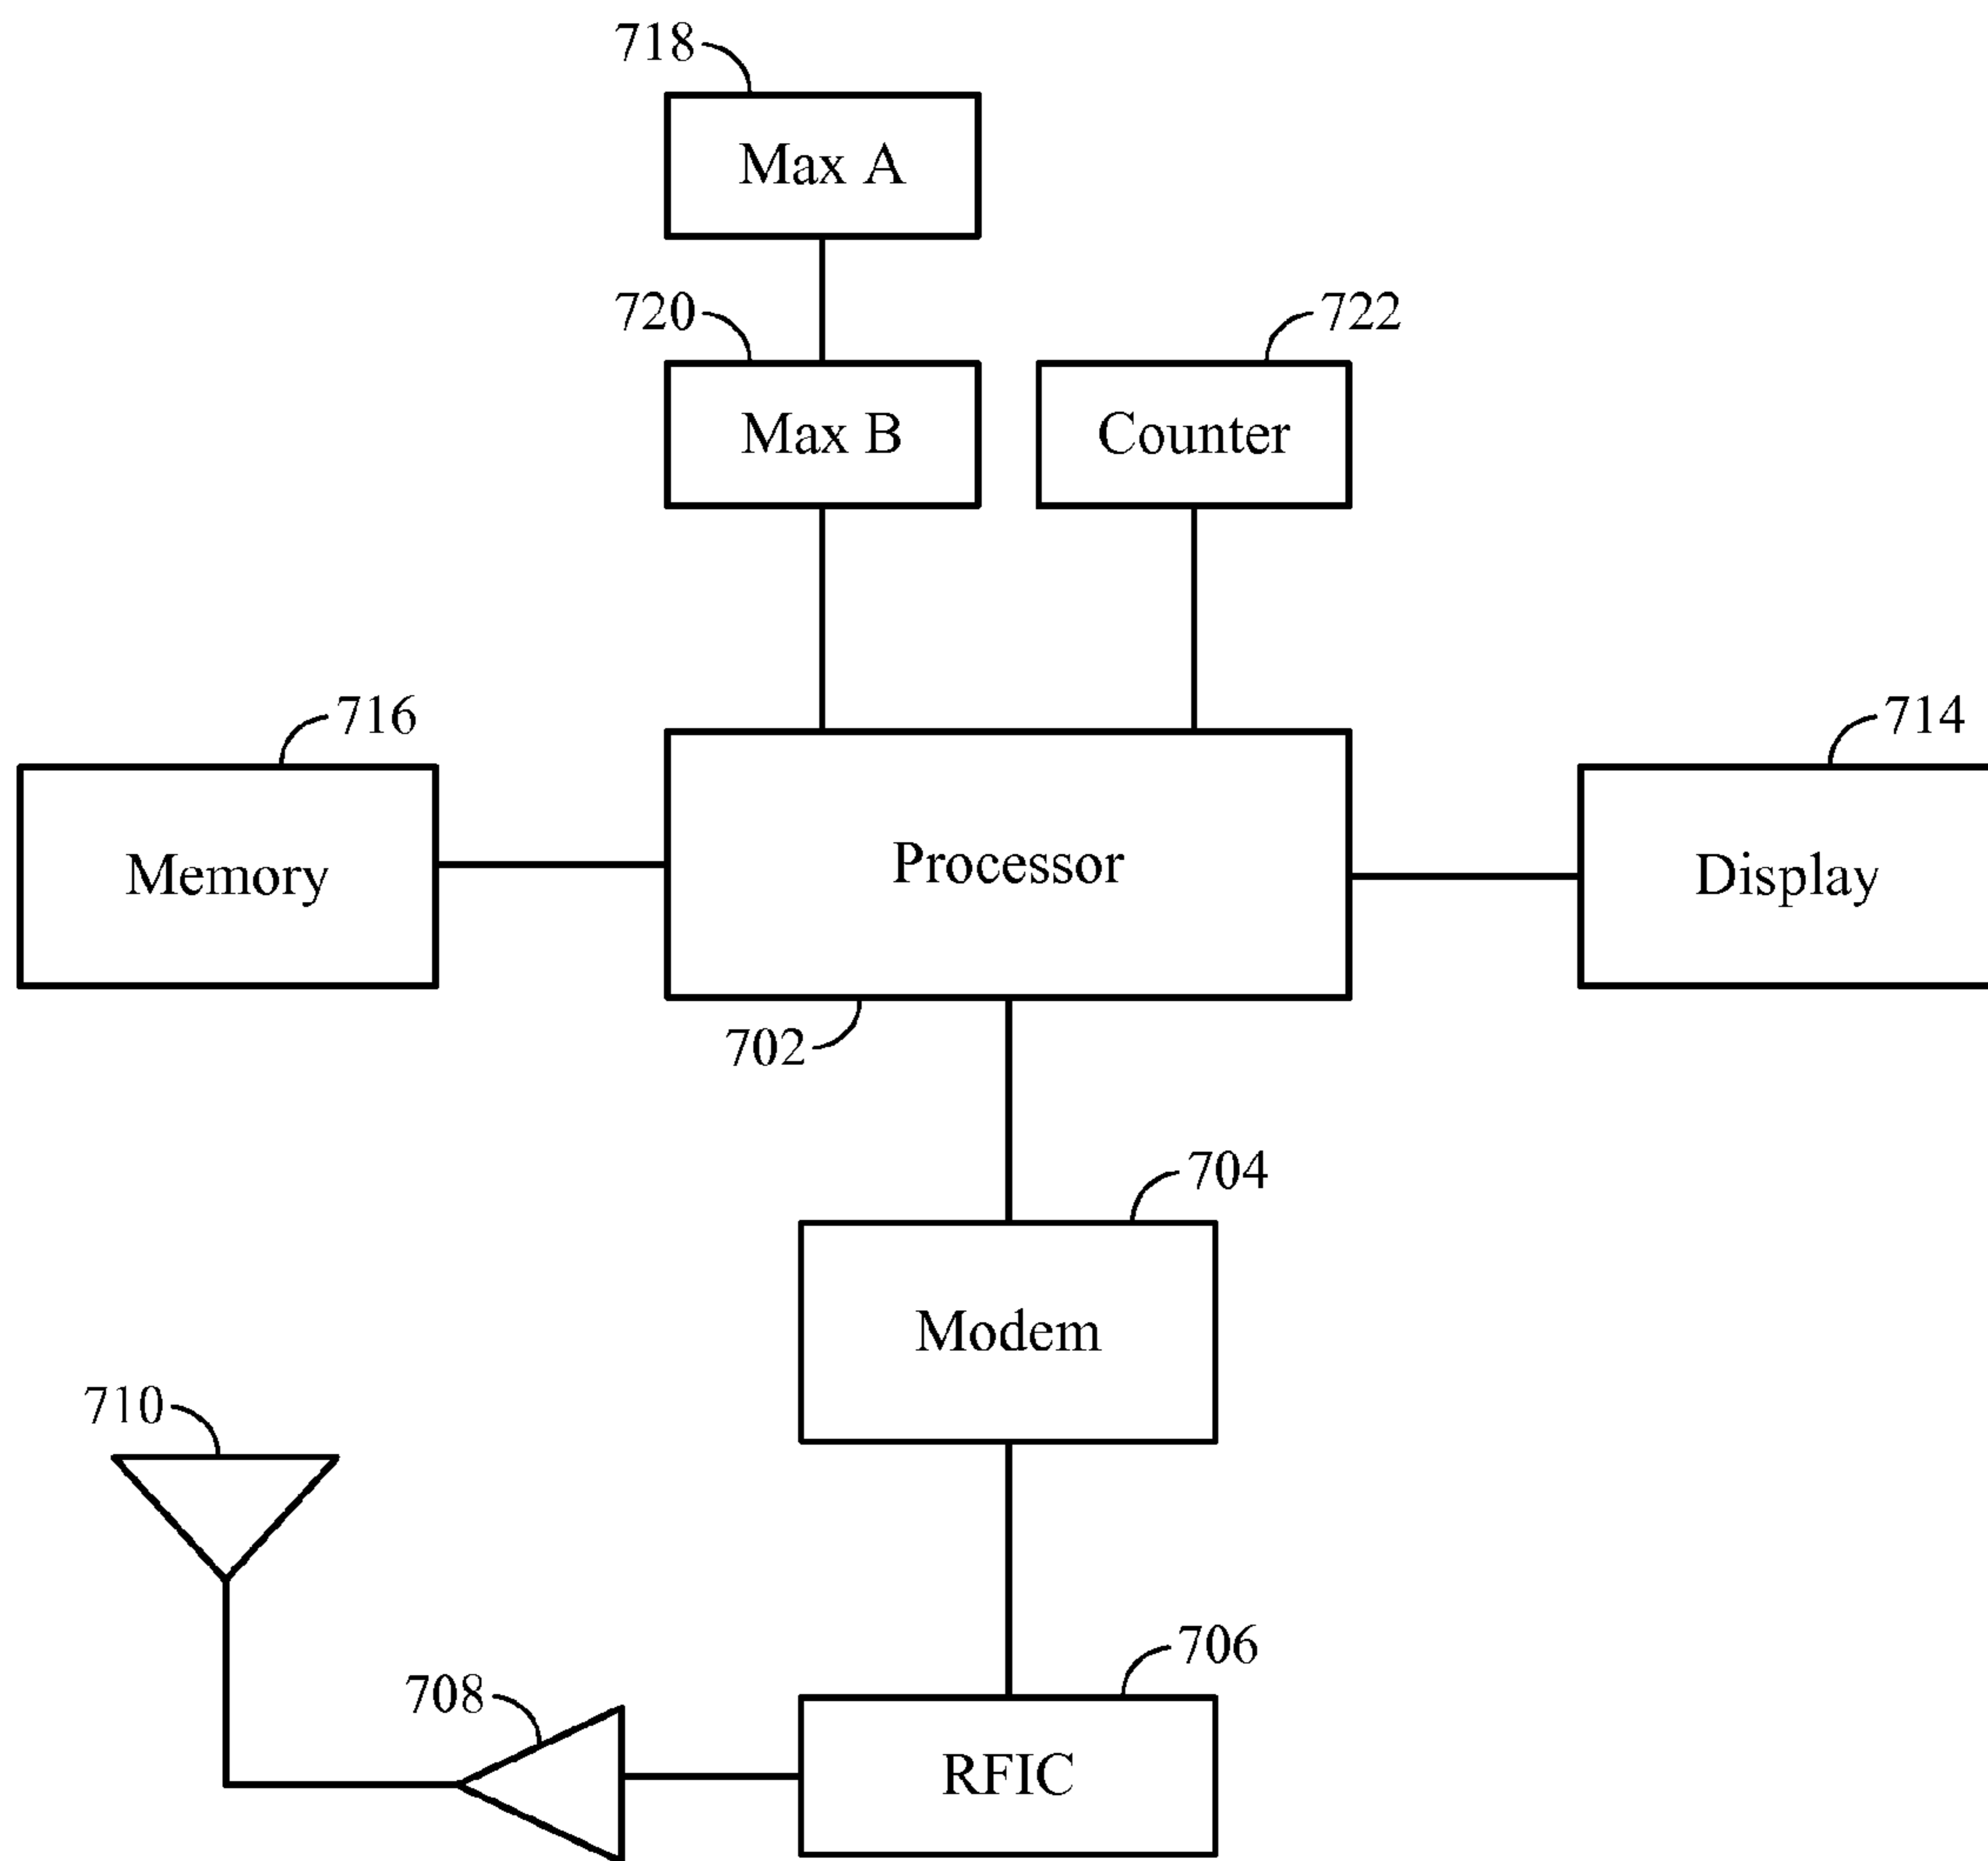 718
Max A
720
722
Max B
Counter
716
714
Memory
Processor
Display
702
704
Modem
710
706
708
RFIC